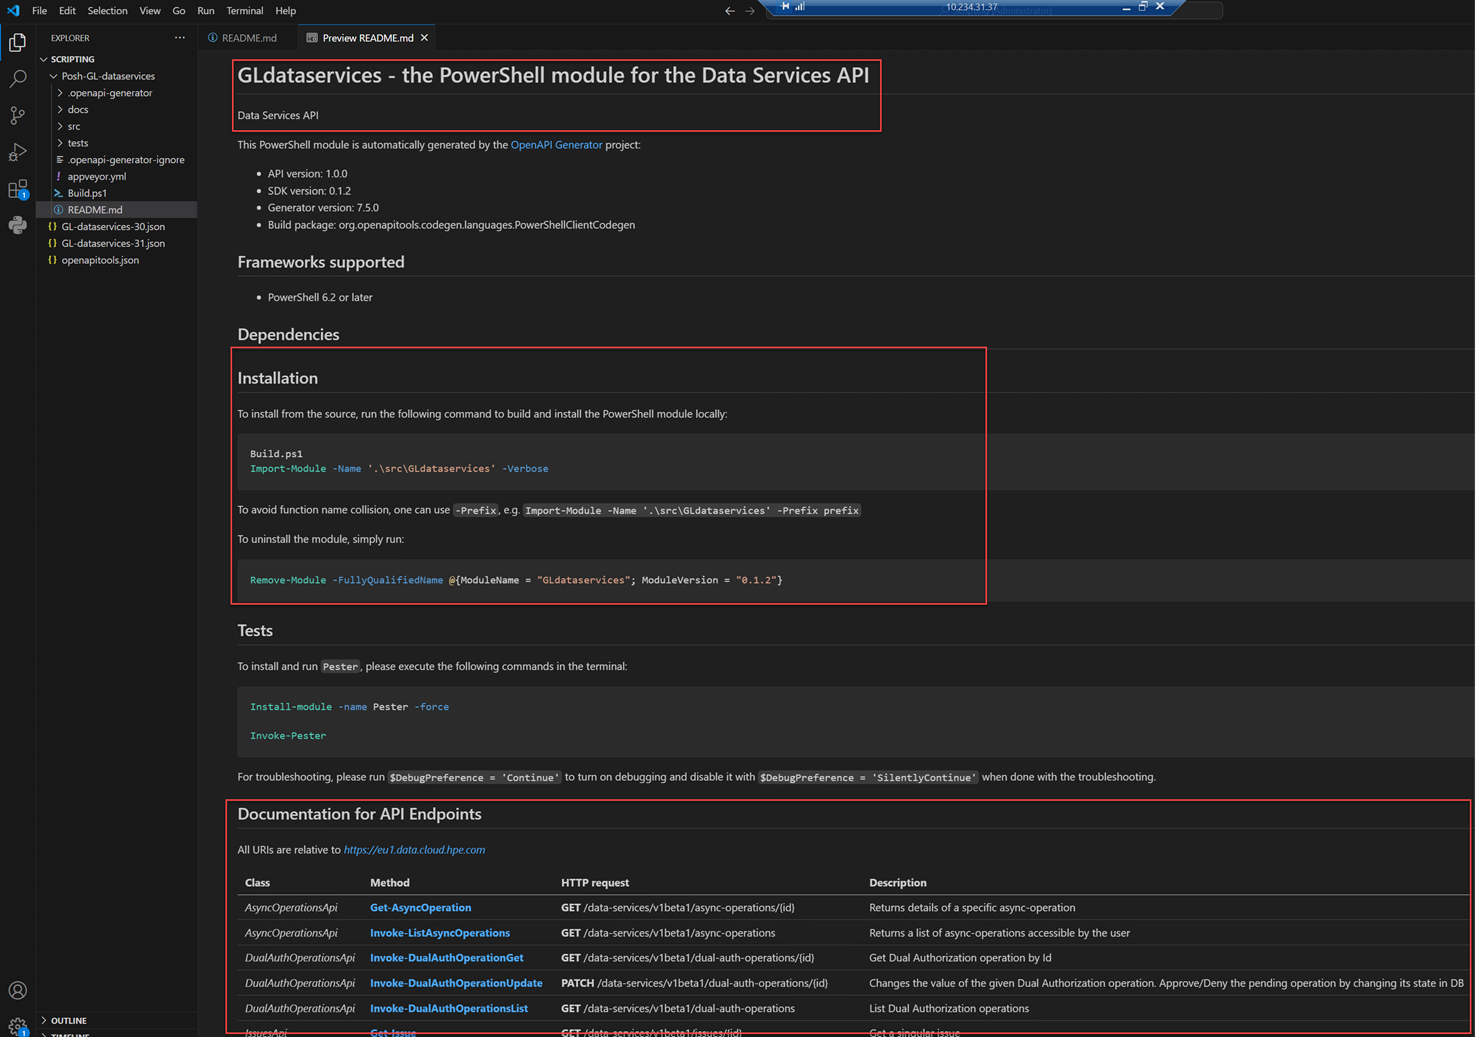 File Edit Selection View Go Run Terminal Help
10.234.31.37
EXPLORER
SCRIPTING
Posh-GL-dataservices
.openapi-generator
docs
src
tests
.openapi-generator-ignore
appveyor.yml
Build.ps1
README.md
GL-dataservices-30.json
GL-dataservices-31.json
openapitools.json
1
1
OUTLINE
TIMELINE
README.md
Preview README.md
GLdataservices - the PowerShell module for the Data Services API
Data Services API
This PowerShell module is automatically generated by the OpenAPI Generator project:
• API version: 1.0.0
• SDK version: 0.1.2
• Generator version: 7.5.0
• Build package: org.openapitools.codegen.languages.PowerShellClientCodegen
Frameworks supported
• PowerShell 6.2 or later
Dependencies
Installation
To install from the source, run the following command to build and install the PowerShell module locally:
Build.ps1
Import-Module -Name '.\src\GLdataservices' -Verbose
To avoid function name collision, one can use -Prefix, e.g. Import-Module -Name '.\src\GLdataservices' -Prefix prefix
To uninstall the module, simply run:
Remove-Module -FullyQualifiedName @{ModuleName = "GLdataservices"; ModuleVersion = "0.1.2"}
Tests
To install and run Pester, please execute the following commands in the terminal:
Install-module -name Pester -force
Invoke-Pester
For troubleshooting, please run $DebugPreference = 'Continue' to turn on debugging and disable it with $DebugPreference = 'SilentlyContinue' when done with the troubleshooting.
Documentation for API Endpoints
All URIs are relative to https://eu1.data.cloud.hpe.com
Class Method HTTP request Description
AsyncOperationsApi Get-AsyncOperation GET /data-services/v1beta1/async-operations/{id} Returns details of a specific async-operation
AsyncOperationsApi Invoke-ListAsyncOperations GET /data-services/v1beta1/async-operations Returns a list of async-operations accessible by the user
DualAuthOperationsApi Invoke-DualAuthOperationGet GET /data-services/v1beta1/dual-auth-operations/{id} Get Dual Authorization operation by Id
DualAuthOperationsApi Invoke-DualAuthOperationUpdate PATCH /data-services/v1beta1/dual-auth-operations/{id} Changes the value of the given Dual Authorization operation. Approve/Deny the pending operation by changing its state in DB
DualAuthOperationsApi Invoke-DualAuthOperationsList GET /data-services/v1beta1/dual-auth-operations List Dual Authorization operations
IssuesApi Get-Issue GET /data-services/v1beta1/issues/{id} Get a singular issue